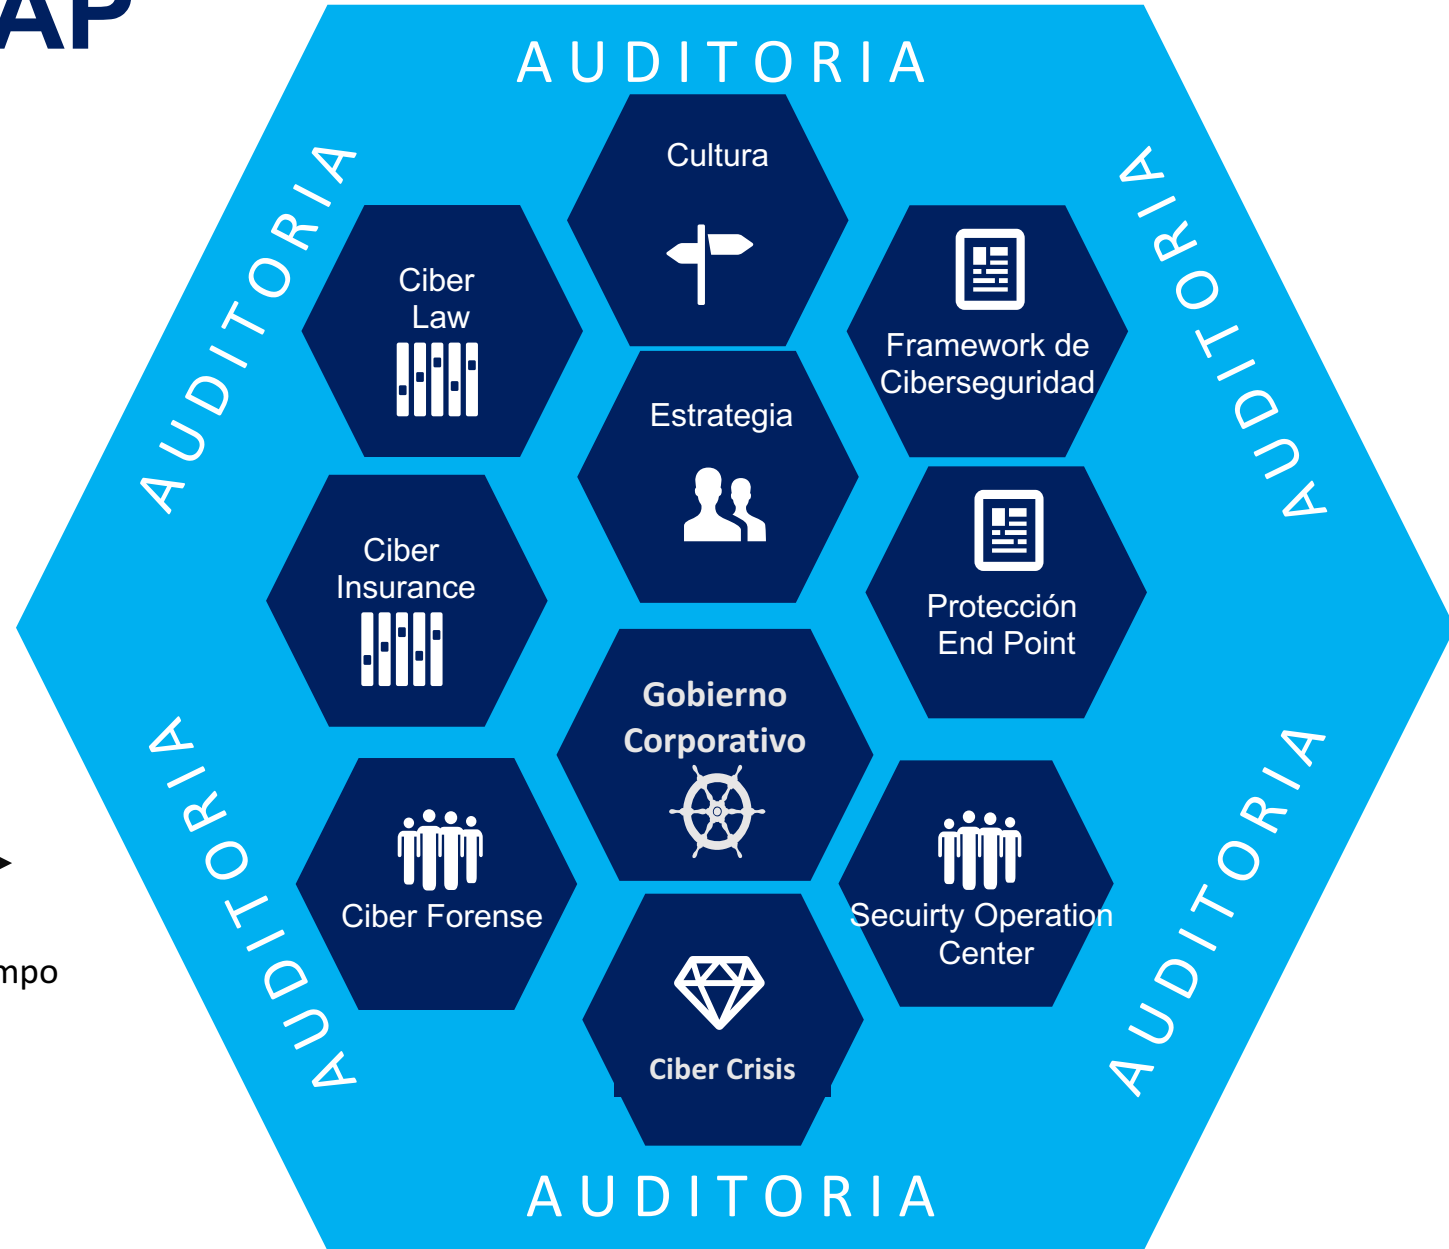 AP
AUDITORIA
AUDITORIA
AUDITORIA
Cultura
Ciber
Law
Framework de
Ciberseguridad
Estrategia
Ciber
Insurance
Protección
End Point
Gobierno
Corporativo
Ciber Forense
Secuirty Operation
Center
Ciber Crisis
mpo
AUDITORIA
AUDITORIA
AUDITORIA